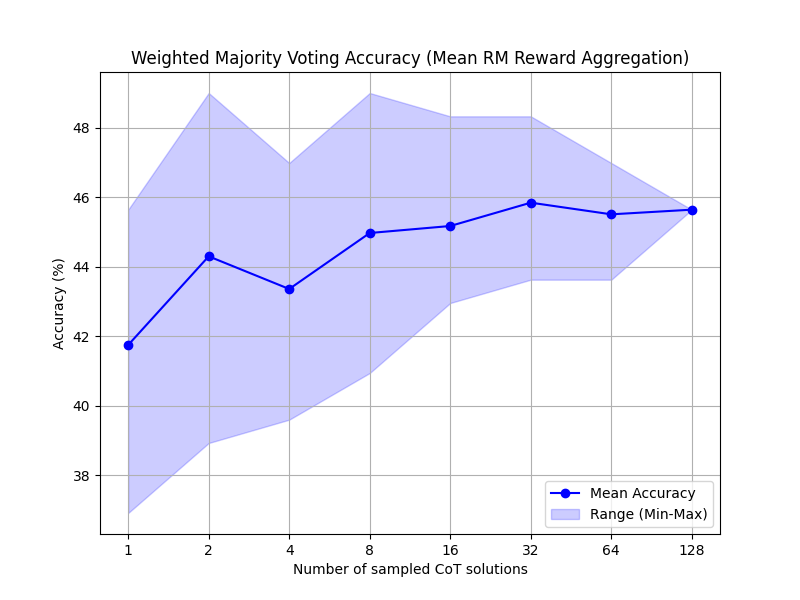 Weighted Majority Voting Accuracy (Mean RM Reward Aggregation)
Accuracy (%)
48
46
44
42
40
38
1 2 4 8 16 32 64 128
Number of sampled CoT solutions
Mean Accuracy
Range (Min-Max)